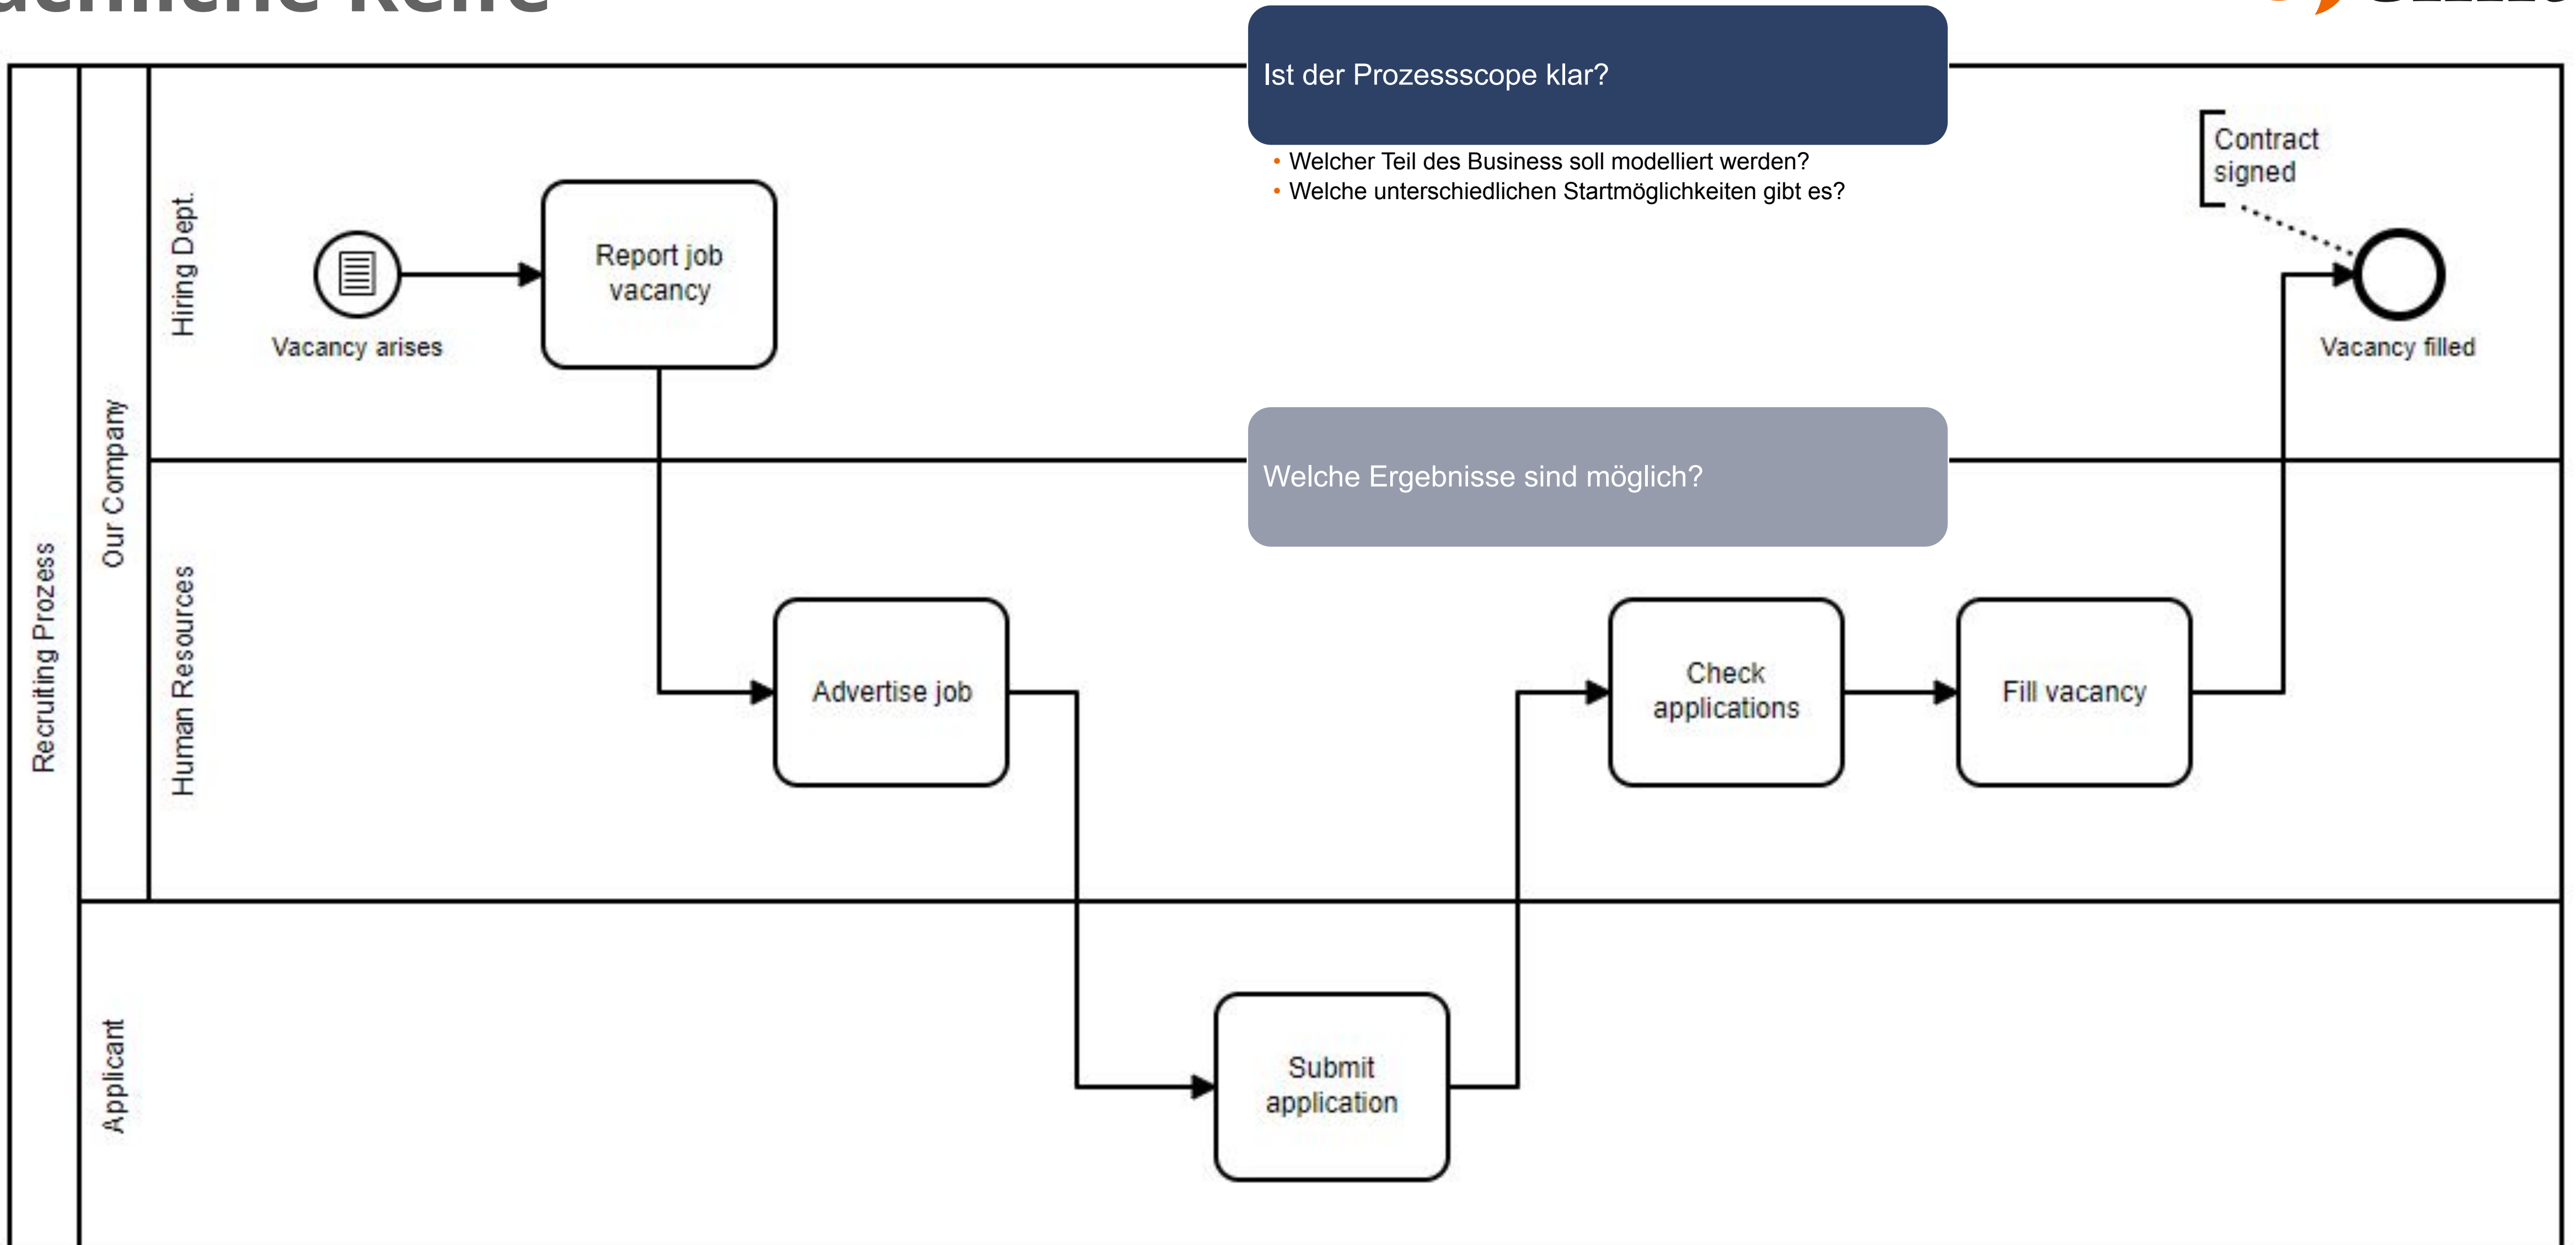 Ist der Prozessscope klar?
• Welcher Teil des Business soll modelliert werden?
• Welche unterschiedlichen Startmöglichkeiten gibt es?
Contract
signed
Hiring Dept.
Report job
vacancy
Vacancy arises
Vacancy filled
Our Company
Welche Ergebnisse sind möglich?
Recruiting Prozess
Human Resources
Advertise job
Check
applications
Fill vacancy
Applicant
Submit
application